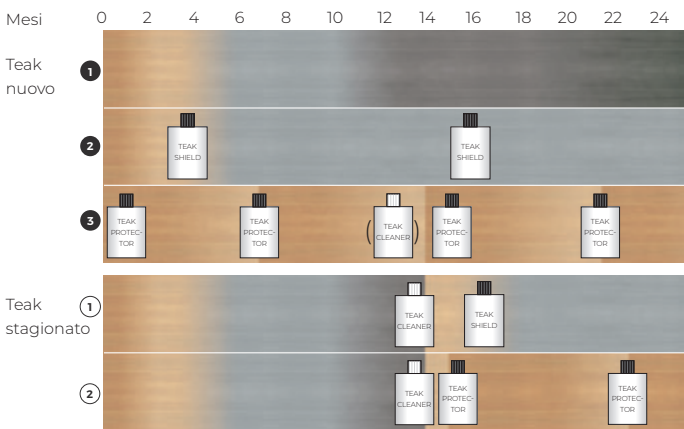 Mesi 0 2 4 6 8 10 12 14 16 18 20 22 24
Teak
nuovo
1
2
TEAK
SHIELD
TEAK
SHIELD
3
TEAK
PROTEC-
TOR
TEAK
PROTEC-
TOR
(TEAK
CLEANER)
TEAK
PROTEC-
TOR
TEAK
PROTEC-
TOR
Teak
stagionato
1
TEAK
CLEANER
TEAK
SHIELD
2
TEAK
CLEANER
TEAK
PROTEC-
TOR
TEAK
PROTEC-
TOR